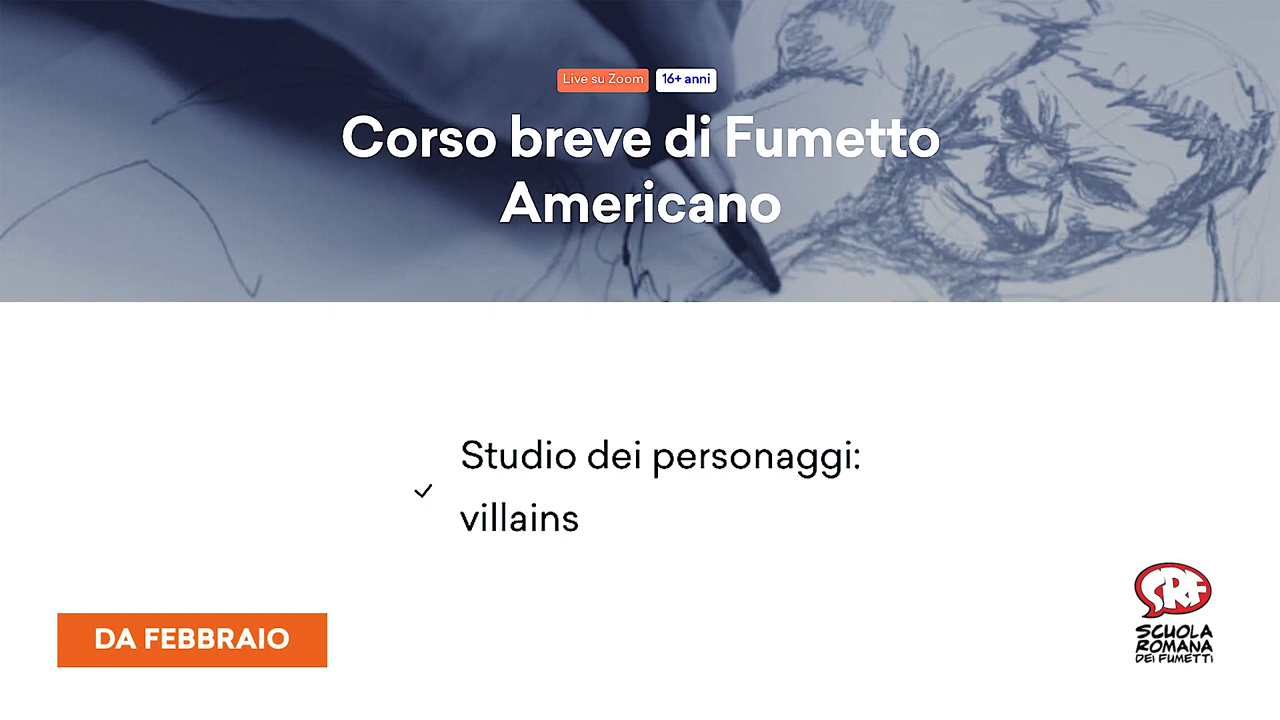 Live su Zoom 16+ anni
Corso breve di Fumetto
Americano
Studio dei personaggi:
villains
DA FEBBRAIO
SRF
SCUOLA
ROMANA
DEI FUMETTI